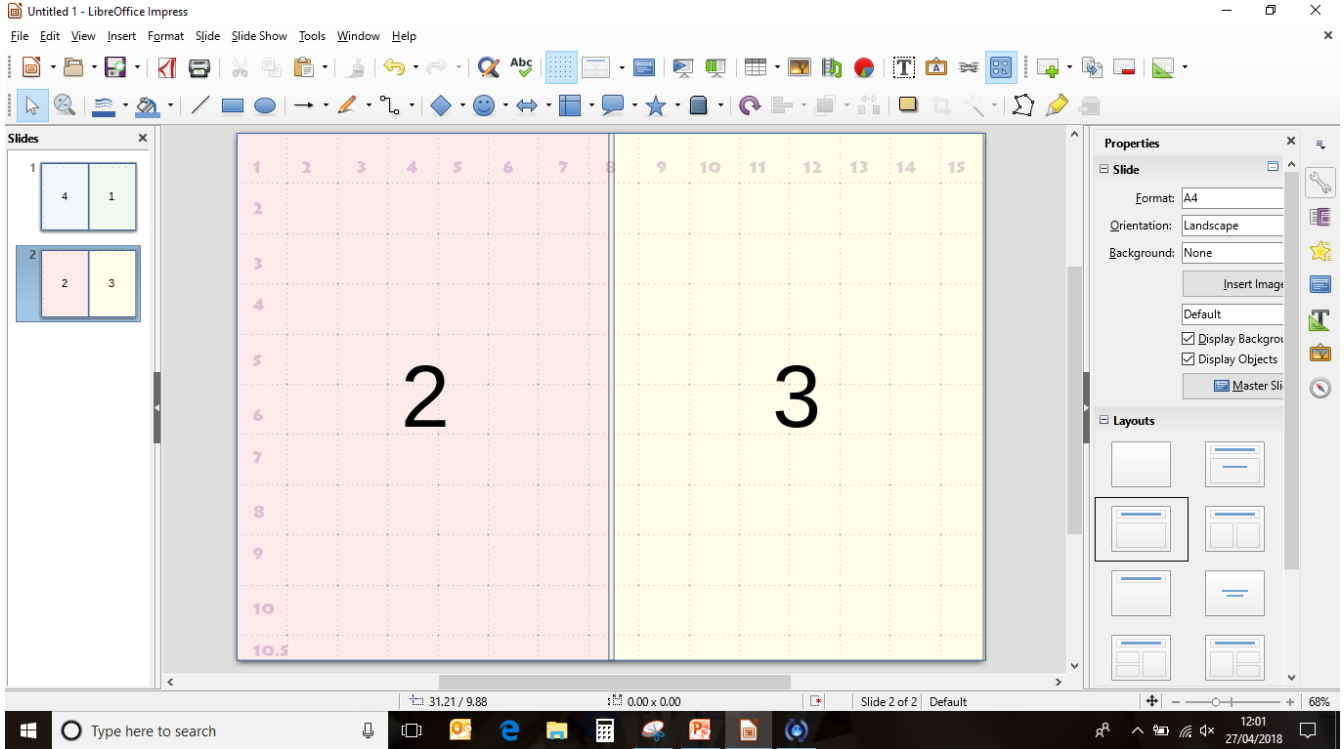 Untitled 1 - LibreOffice Impress
File Edit View Insert Format Slide Slide Show Tools Window Help
Abc
Slides
1
4 1
2
2 3
1 2 3 4 5 6 7 8 9 10 11 12 13 14 15
2
3
4
5
6
7
8
9
10
10.5
2 3
Properties
Slide
Format: A4
Orientation: Landscape
Background: None
Insert Image
Default
Display Backgrou
Display Objects
Master Sli
Layouts
31.21 / 9.88 0.00 x 0.00 Slide 2 of 2 Default 68%
Type here to search
12:01
27/04/2018